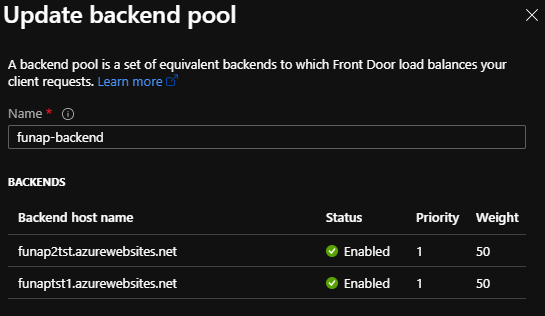 Update backend pool
A backend pool is a set of equivalent backends to which Front Door load balances your
client requests. Learn more
Name *
funap-backend
BACKENDS
Backend host name Status Priority Weight
funap2tst.azurewebsites.net Enabled 1 50
funaptst1.azurewebsites.net Enabled 1 50